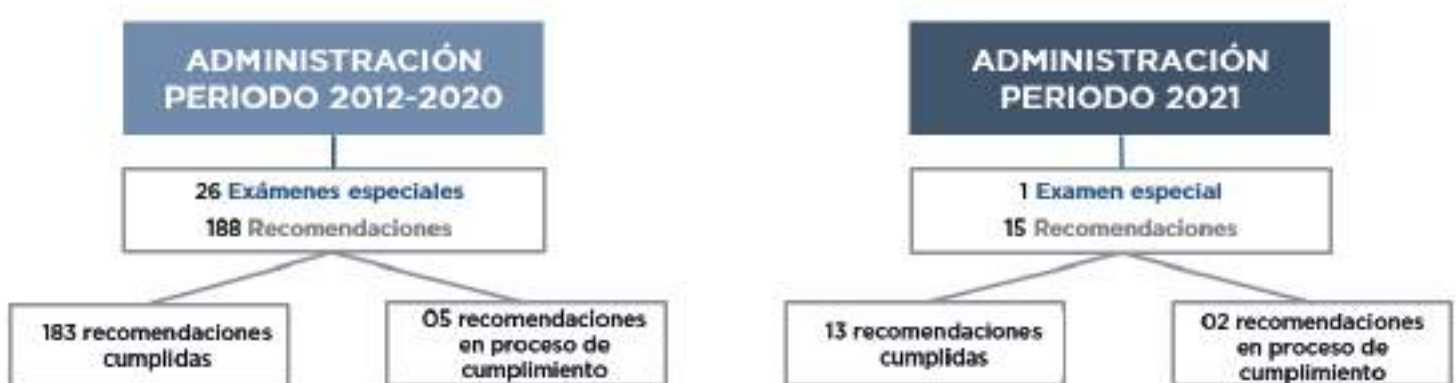 ADMINISTRACIÓN
PERIODO 2012-2020
26 Exámenes especiales
188 Recomendaciones
183 recomendaciones
cumplidas
05 recomendaciones
en proceso de
cumplimiento
ADMINISTRACIÓN
PERIODO 2021
1 Examen especial
15 Recomendaciones
13 recomendaciones
cumplidas
02 recomendaciones
en proceso de
cumplimiento